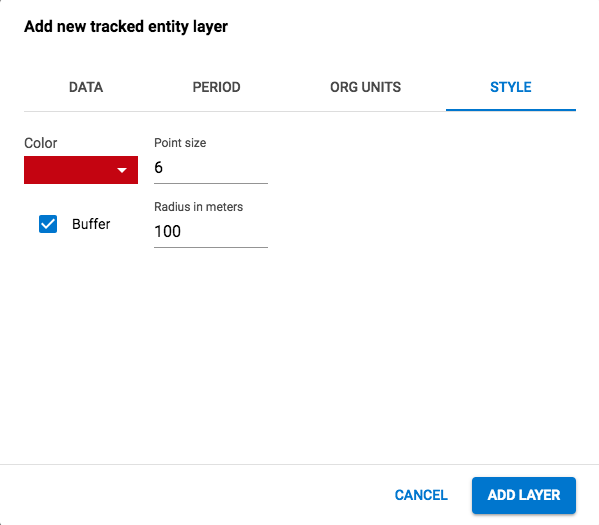 Add new tracked entity layer
DATA PERIOD ORG UNITS STYLE
Color Point size
6
Buffer Radius in meters
100
CANCEL ADD LAYER